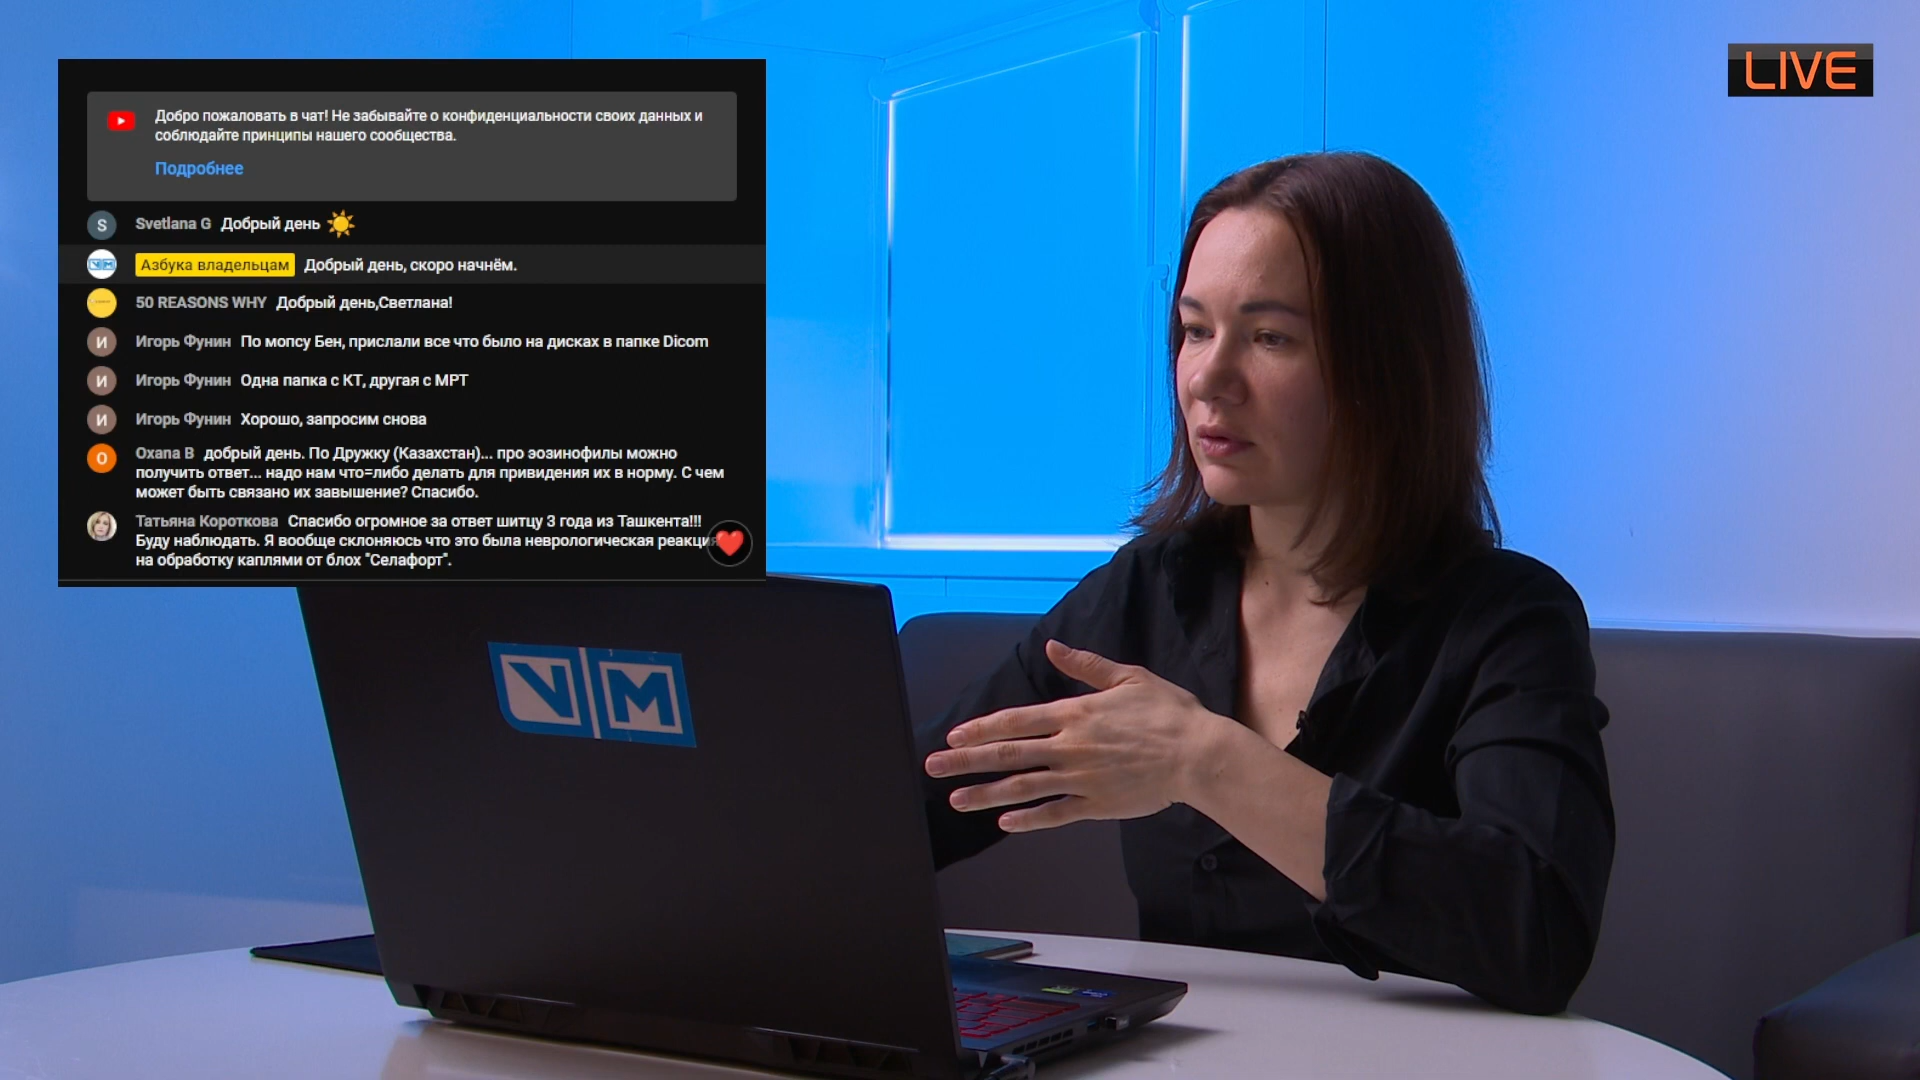 LIVE
Добро пожаловать в чат! Не забывайте о конфиденциальности своих данных и
соблюдайте принципы нашего сообщества.
Подробнее
S Svetlana G Добрый день
VM Азбука владельцам Добрый день, скоро начнём.
50 REASONS WHY Добрый день,Светлана!
И Игорь Фунин По мопсу Бен, прислали все что было на дисках в папке Dicom
И Игорь Фунин Одна папка с КТ, другая с МРТ
И Игорь Фунин Хорошо, запросим снова
O Oxana B добрый день. По Дружку (Казахстан)... про эозинофилы можно
получить ответ... надо нам что=либо делать для привидения их в норму. С чем
может быть связано их завышение? Спасибо.
Татьяна Короткова Спасибо огромное за ответ шитцу 3 года из Ташкента!!!
Буду наблюдать. Я вообще склоняюсь что это была неврологическая реакция
на обработку каплями от блох "Селафорт".
VM